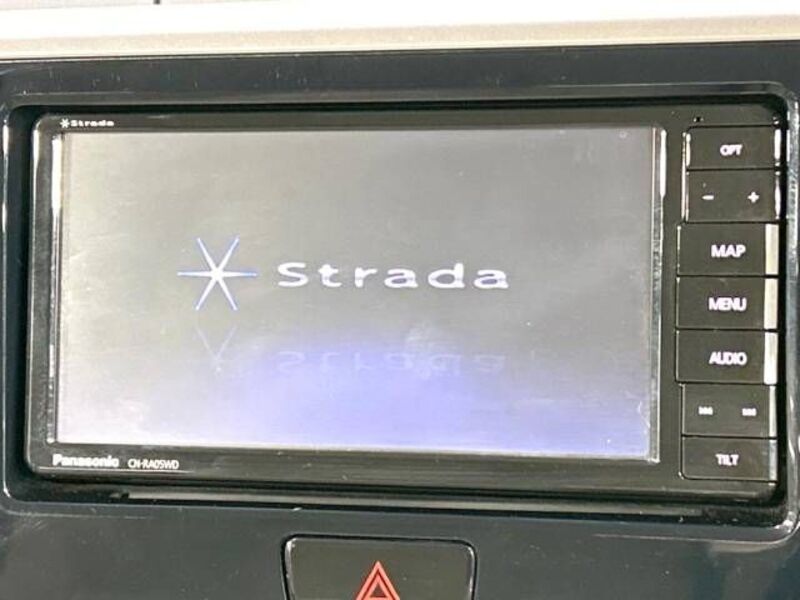 Strada
OPT
- +
MAP
Strada
MENU
AUDIO
Panasonic CN-RA05WD
TILT